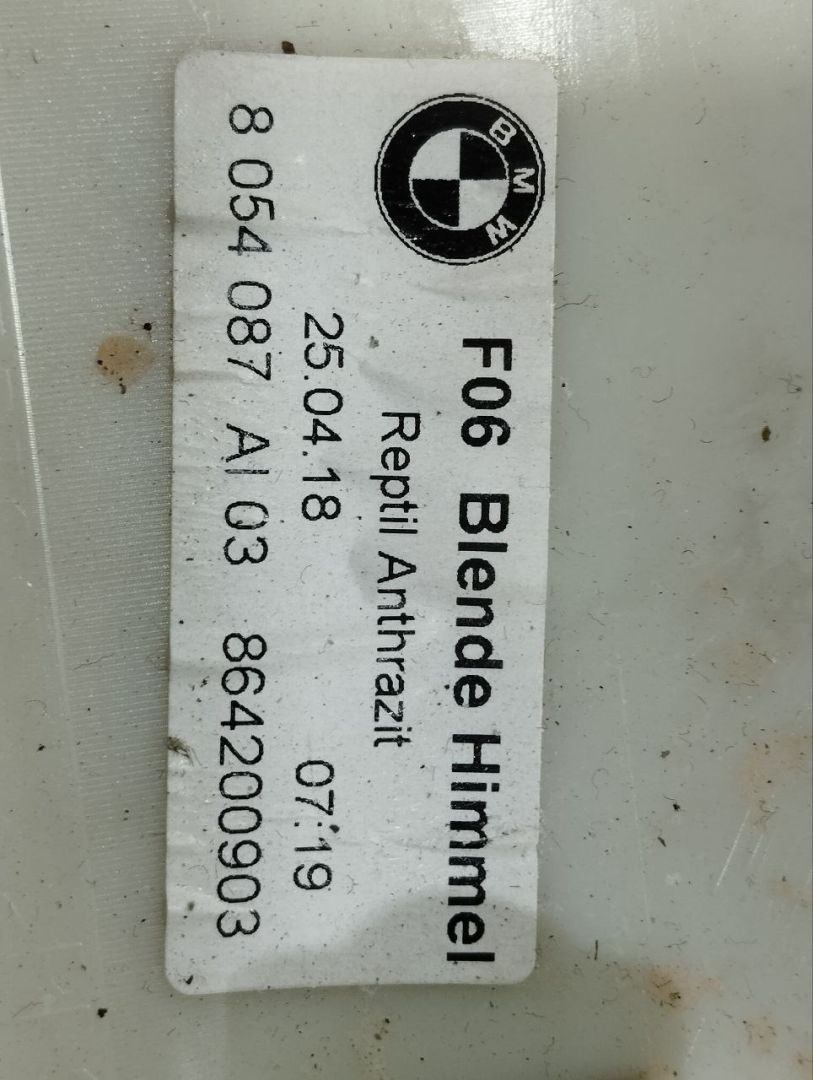 BMW
F06 Blende Himmel
Reptil Anthrazit
25.04.18 07:19
8 054 087 AI 03 864200903